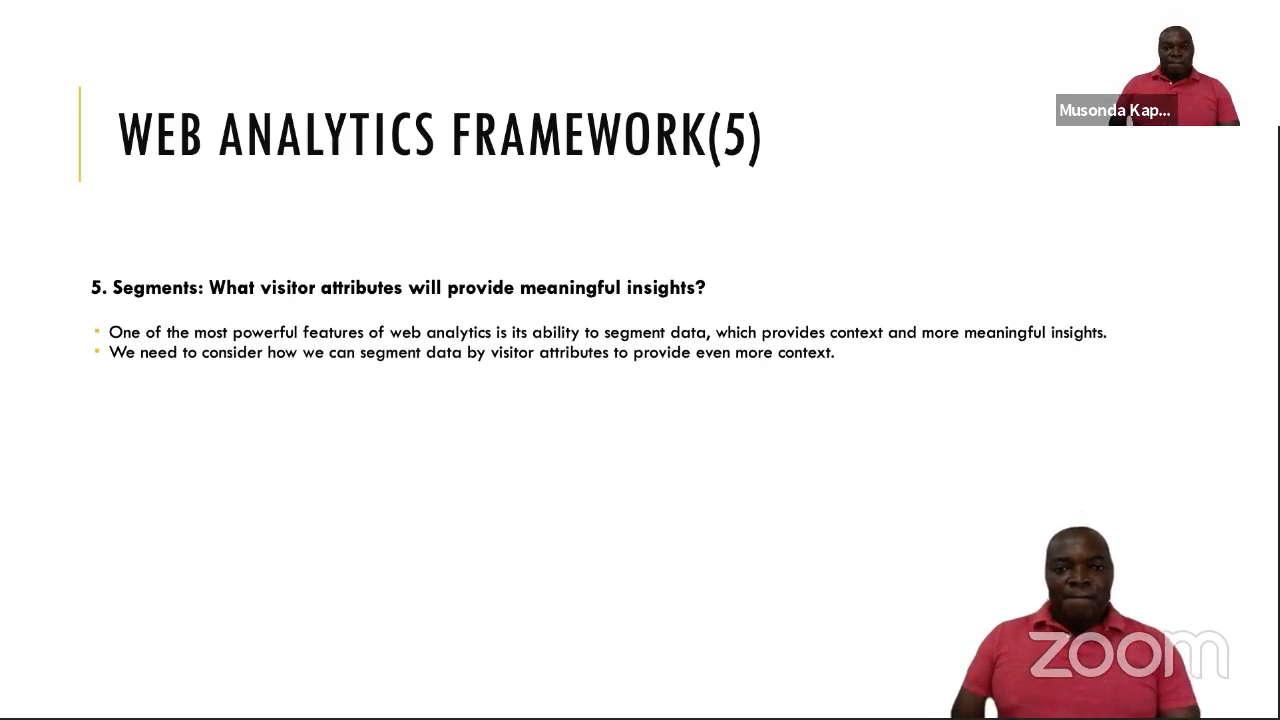 WEB ANALYTICS FRAMEWORK(5)
Musonda Kap...
5. Segments: What visitor attributes will provide meaningful insights?
▪ One of the most powerful features of web analytics is its ability to segment data, which provides context and more meaningful insights.
▪ We need to consider how we can segment data by visitor attributes to provide even more context.
zoom